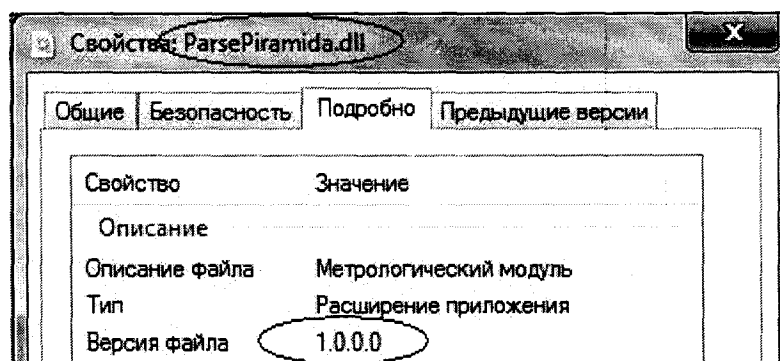 Свойства: ParsePiramida.dll
X
Общие Безопасность Подробно Предыдущие версии
Свойство Значение
Описание
Описание файла Метрологический модуль
Тип Расширение приложения
Версия файла 1.0.0.0